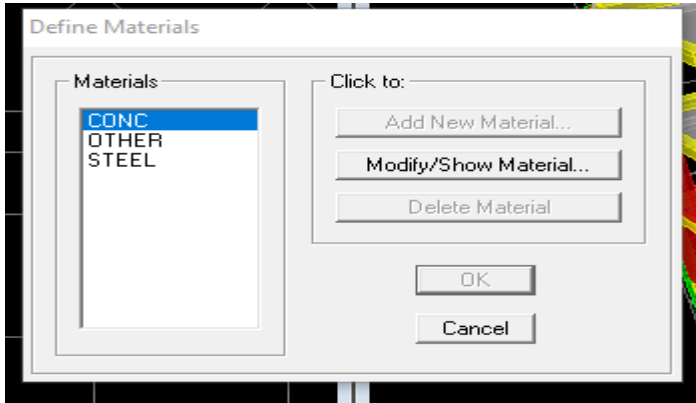 Define Materials
Materials
CONC
OTHER
STEEL
Click to:
Add New Material...
Modify/Show Material...
Delete Material
OK
Cancel